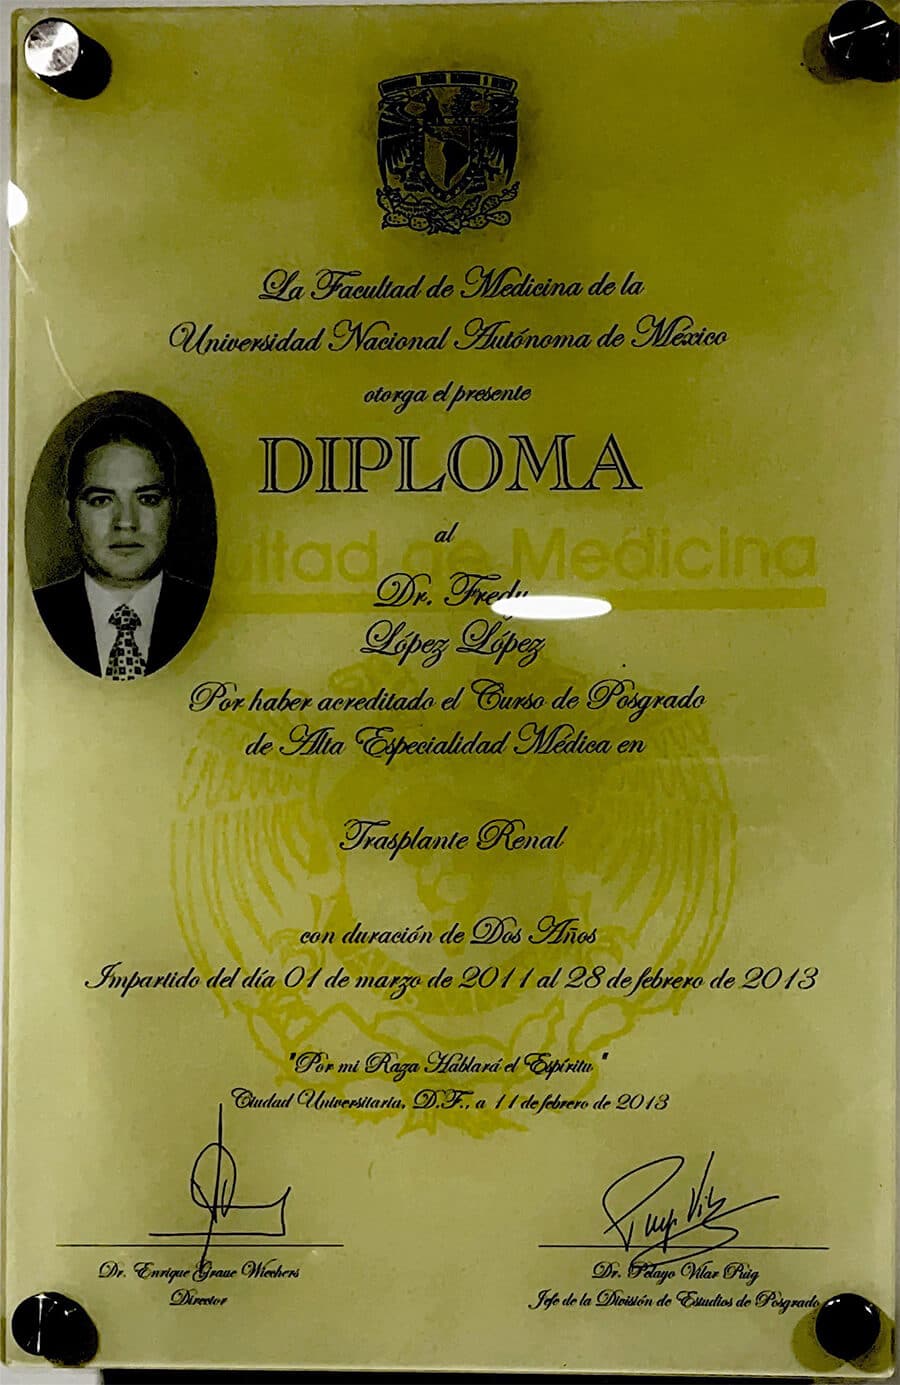 La Facultad de Medicina de la
Universidad Nacional Autónoma de México
otorga el presente
DIPLOMA
al
Facultad de Medicina
Dr. Fredy
López López
Por haber acreditado el Curso de Posgrado
de Alta Especialidad Médica en
Trasplante Renal
con duración de Dos Años
Impartido del día 01 de marzo de 2011 al 28 de febrero de 2013
"Por mi Raza Hablará el Espíritu"
Ciudad Universitaria, D.F., a 11 de febrero de 2013
Dr. Enrique Graue Wiechers
Director
Dr. Pelayo Vilar Puig
Jefe de la División de Estudios de Posgrado